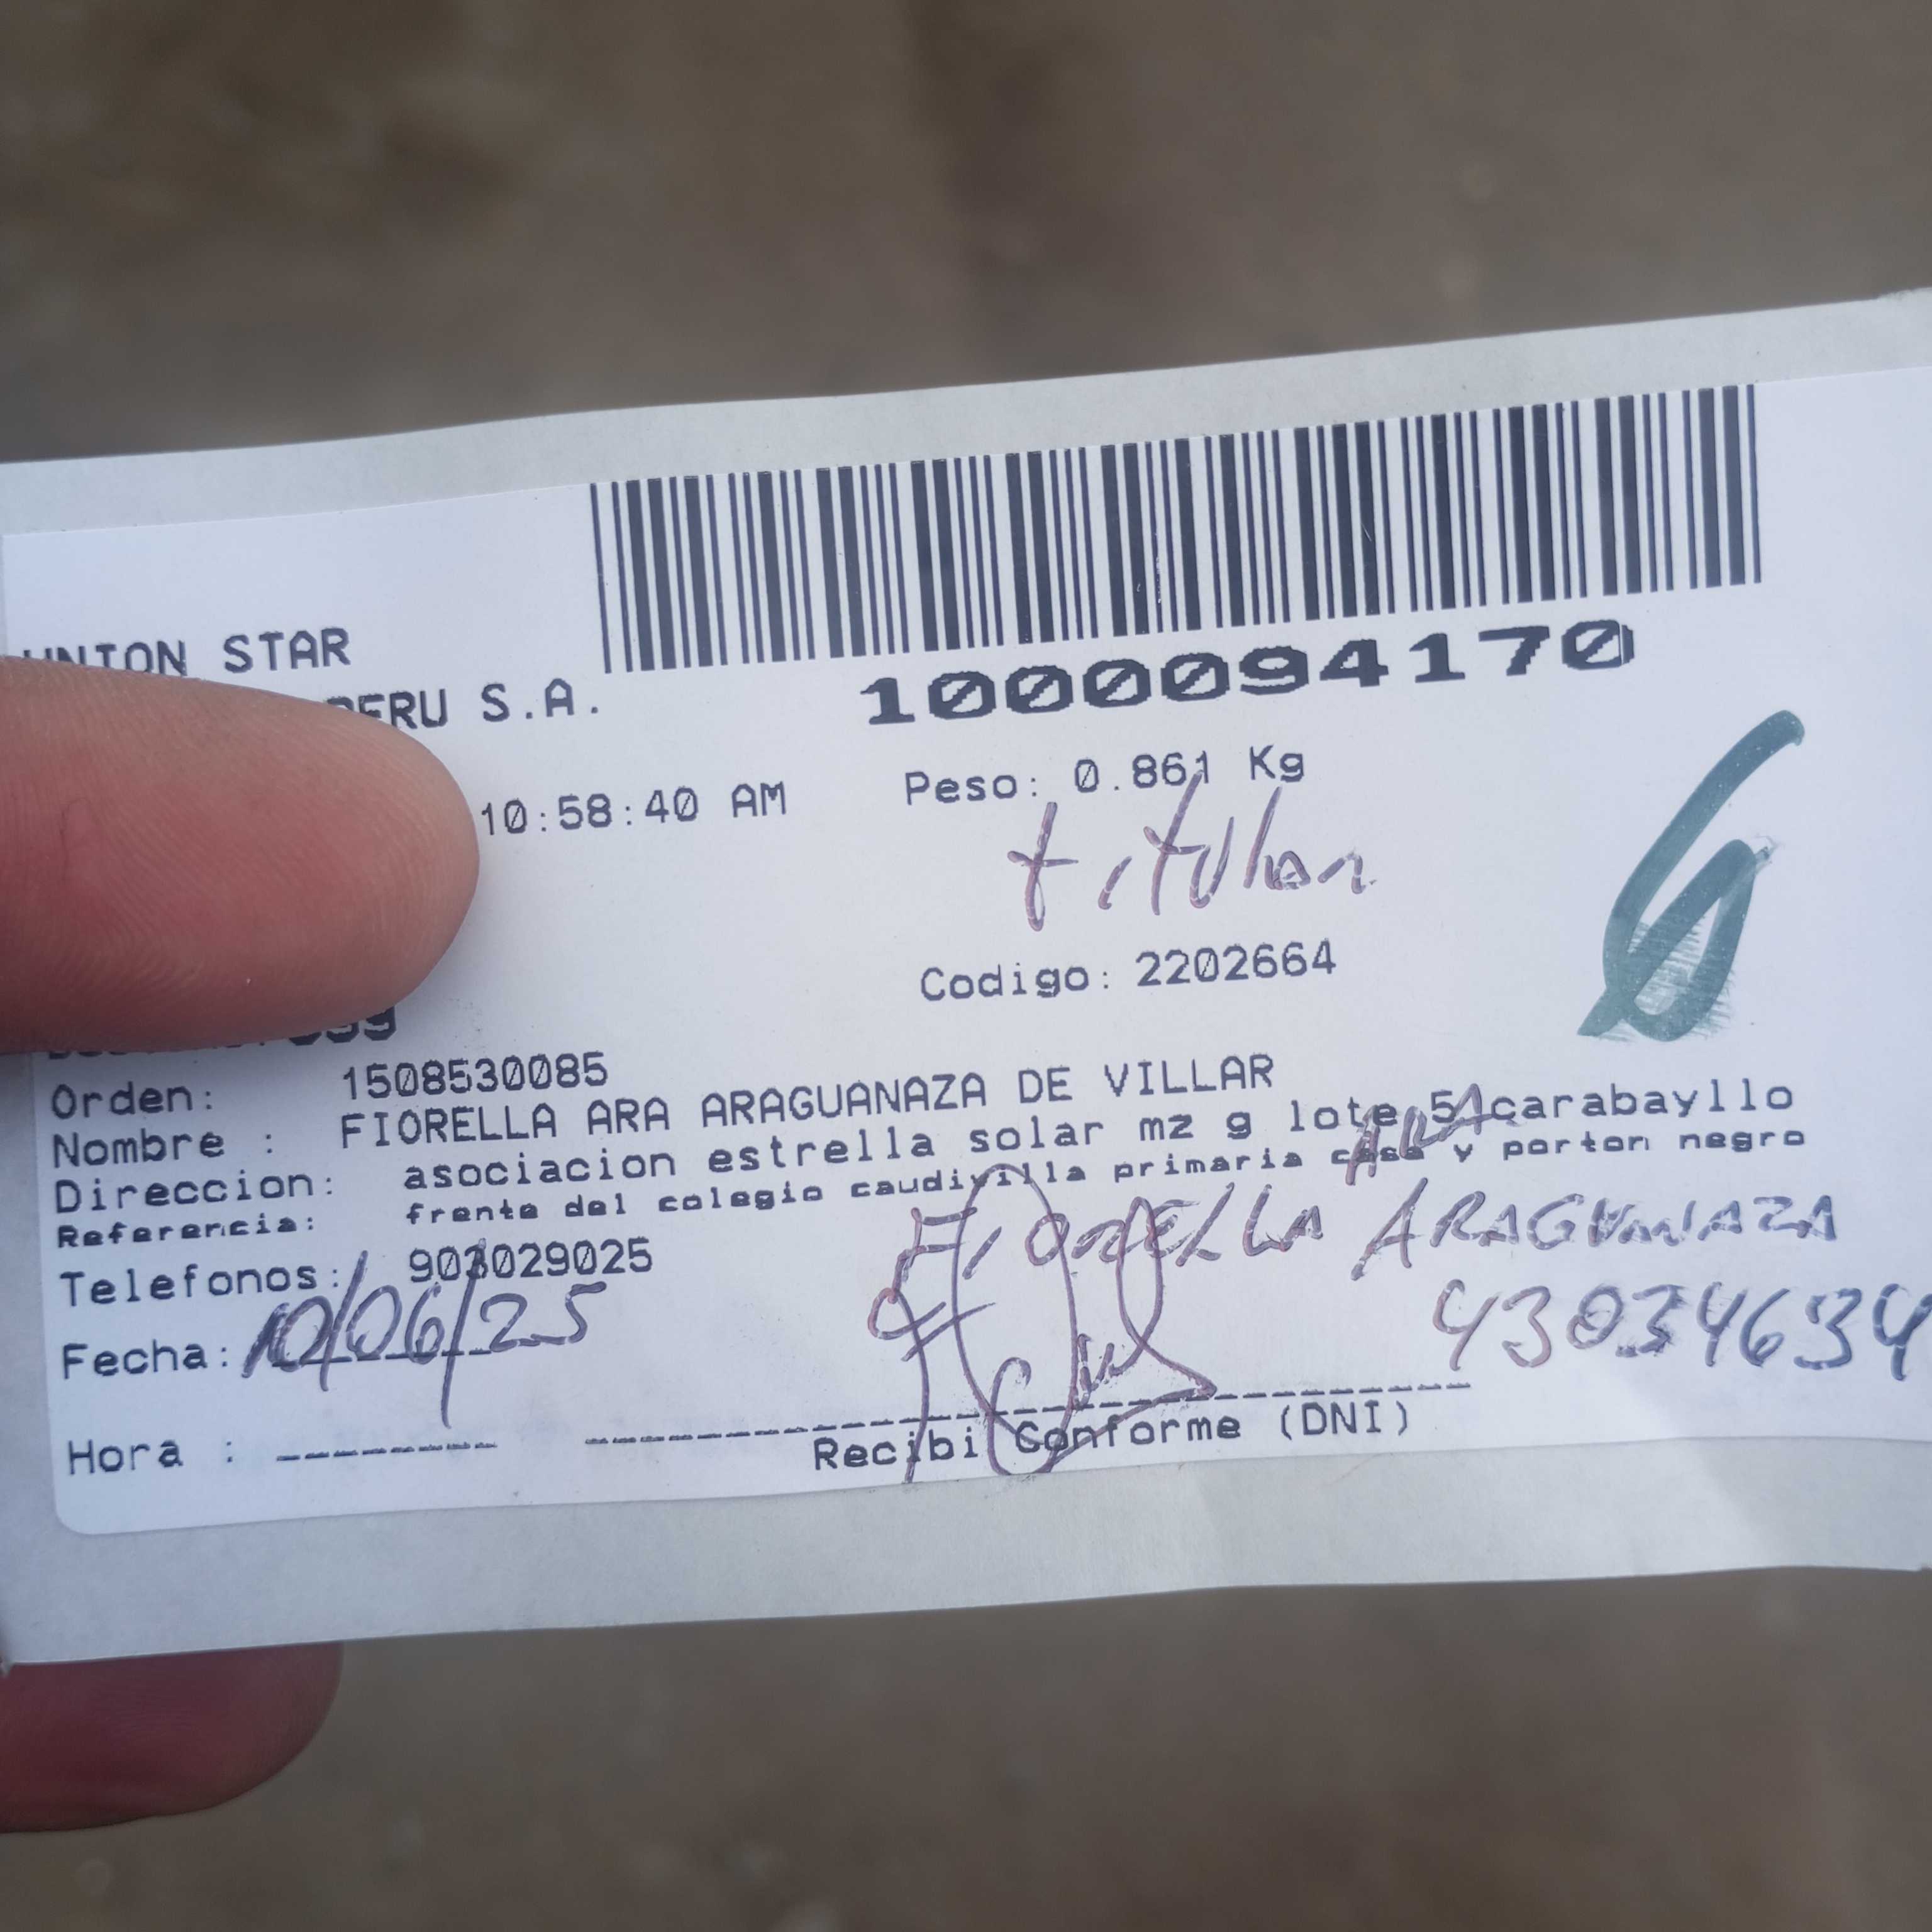 UNION STAR
PERU S.A.
1000094170
10:58:40 AM
Peso: 0.861 Kg
titular
6
Codigo: 2202664
Orden: 1508530085
Nombre : FIORELLA ARA ARAGUANAZA DE VILLAR
Direccion: asociacion estrella solar mz g lote 51 carabayllo
Referencia: frente del colegio caudivilla primaria casa y porton negro
ARA
FIORELLA ARAGUANAZA
Telefonos: 903029025
43034634
Fecha: 10/06/25
Hora :
Recibi Conforme (DNI)